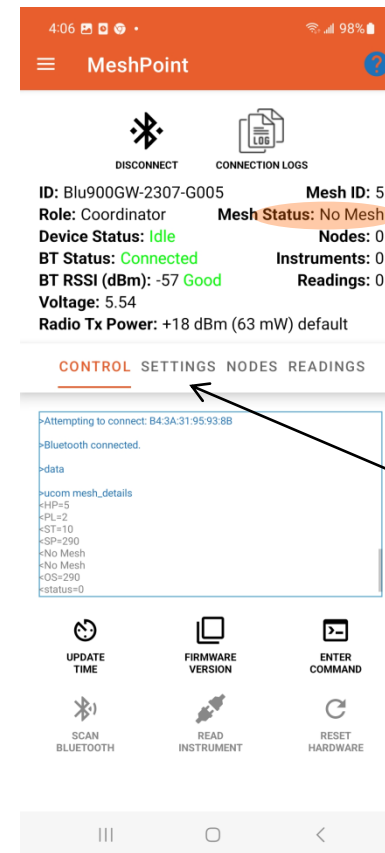 4:06 98%
MeshPoint ?
LOG
DISCONNECT CONNECTION LOGS
ID: Blu900GW-2307-G005 Mesh ID: 5
Role: Coordinator Mesh Status: No Mesh
Device Status: Idle Nodes: 0
BT Status: Connected Instruments: 0
BT RSSI (dBm): -57 Good Readings: 0
Voltage: 5.54
Radio Tx Power: +18 dBm (63 mW) default
CONTROL SETTINGS NODES READINGS
>Attempting to connect: B4:3A:31:95:93:8B
>Bluetooth connected.
>data
>ucom mesh_details
<HP=5
<PL=2
<ST=10
<SP=290
<No Mesh
<No Mesh
<OS=290
<status=0
UPDATE TIME
FIRMWARE VERSION
ENTER COMMAND
SCAN BLUETOOTH
READ INSTRUMENT
RESET HARDWARE